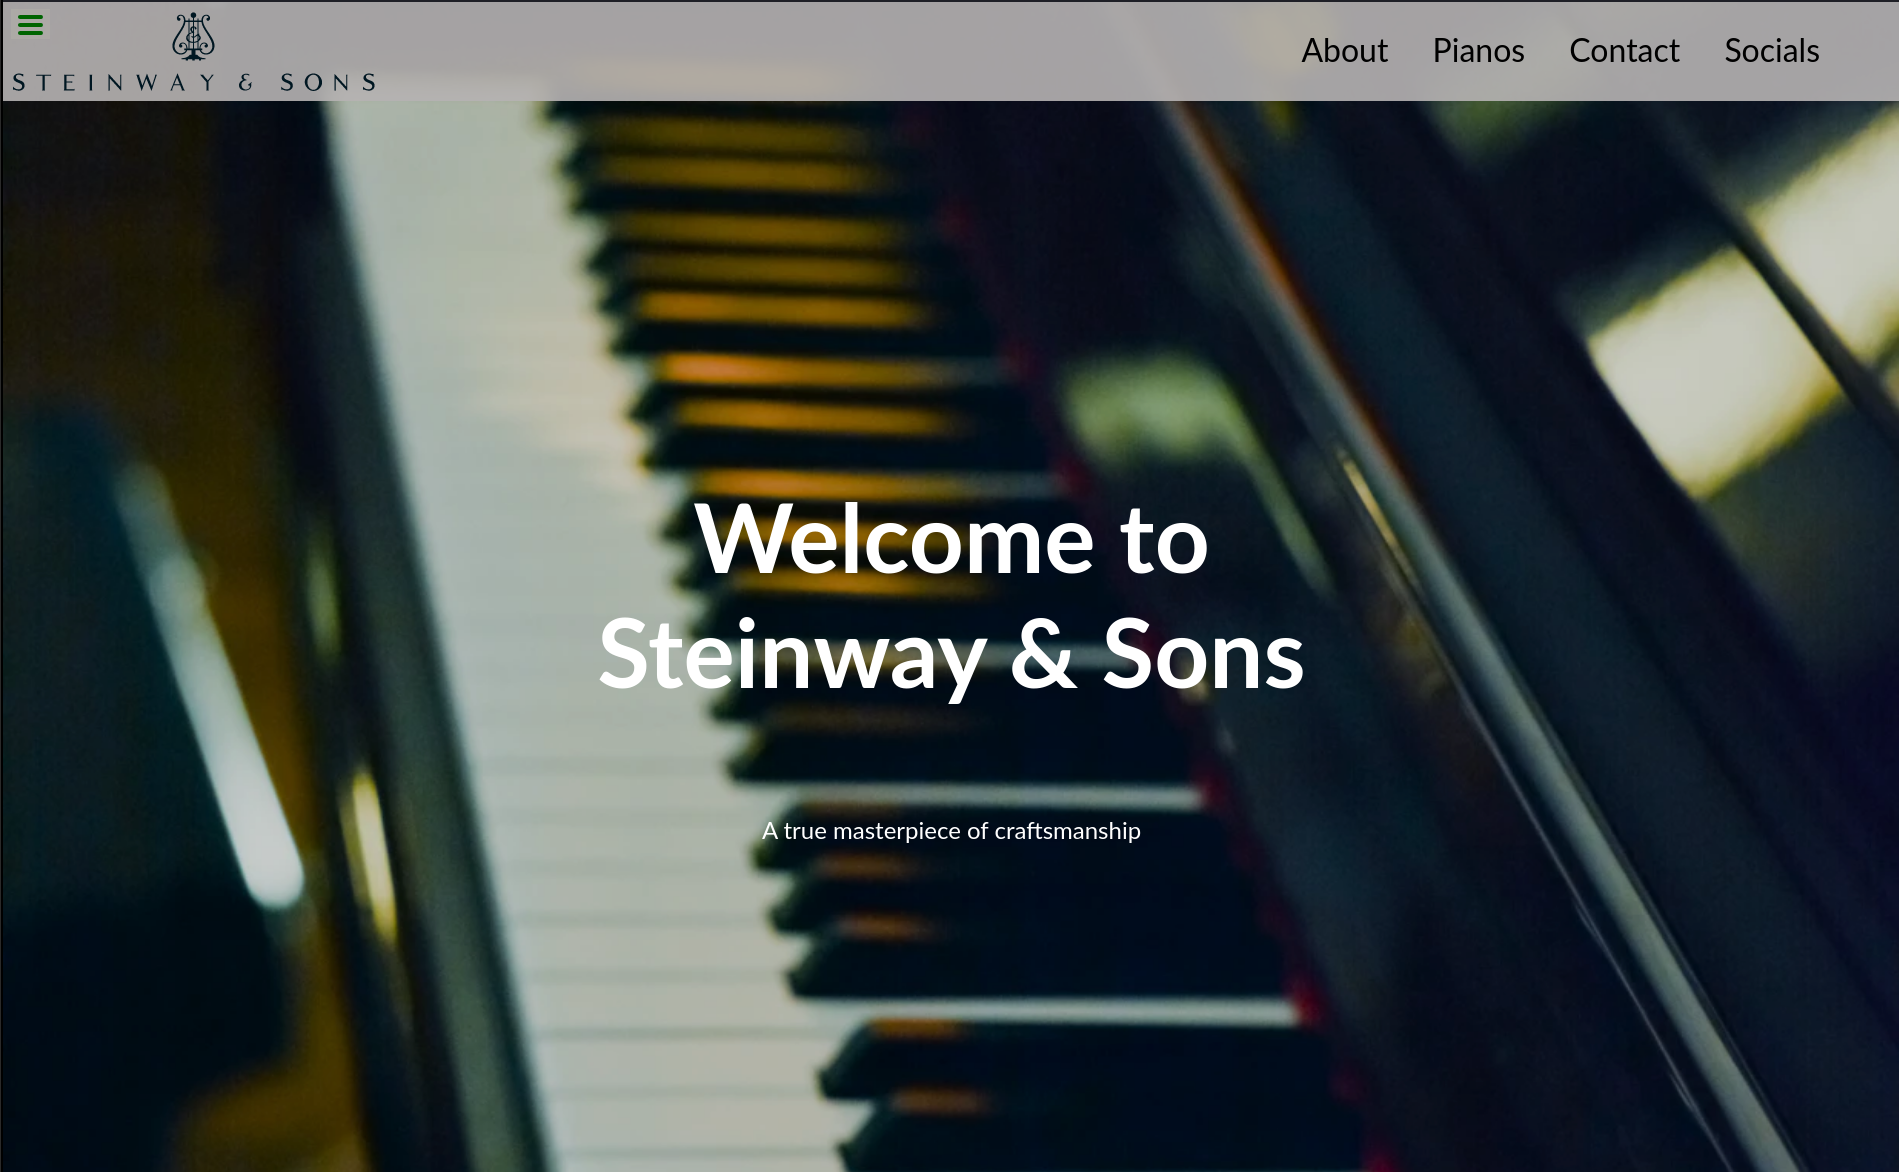 STEINWAY & SONS
About Pianos Contact Socials
Welcome to
Steinway & Sons
A true masterpiece of craftsmanship